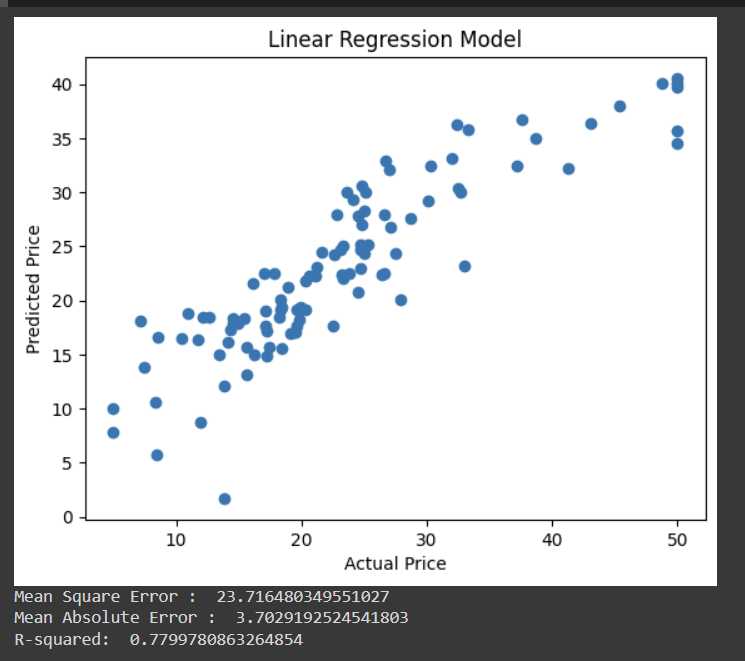 Linear Regression Model
40
35
30
25
20
15
10
5
0
Predicted Price
10 20 30 40 50
Actual Price
Mean Square Error :  23.716480349551027
Mean Absolute Error :  3.7029192524541803
R-squared:  0.7799780863264854